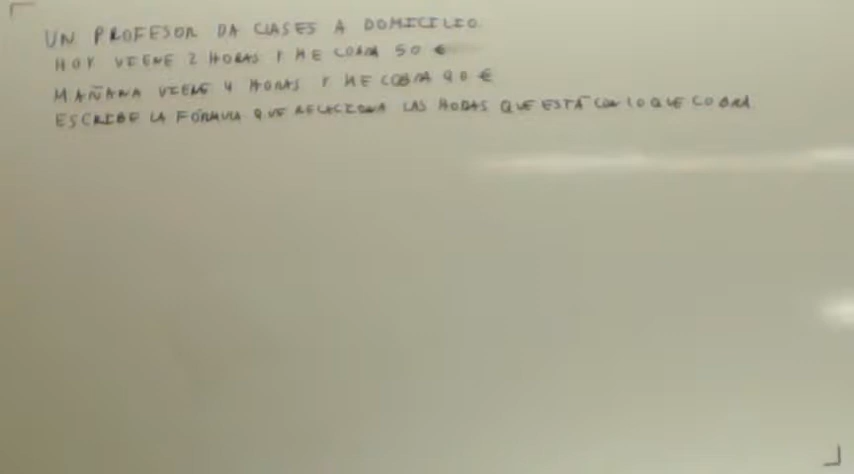 UN PROFESOR DA CLASES A DOMICILIO
HOY VIENE 2 HORAS Y ME COBRA 50 €
MAÑANA VIENE 4 HORAS Y ME COBRA 90 €
ESCRIBE LA FÓRMULA QUE RELACIONA LAS HORAS QUE ESTÁ CON LO QUE COBRA